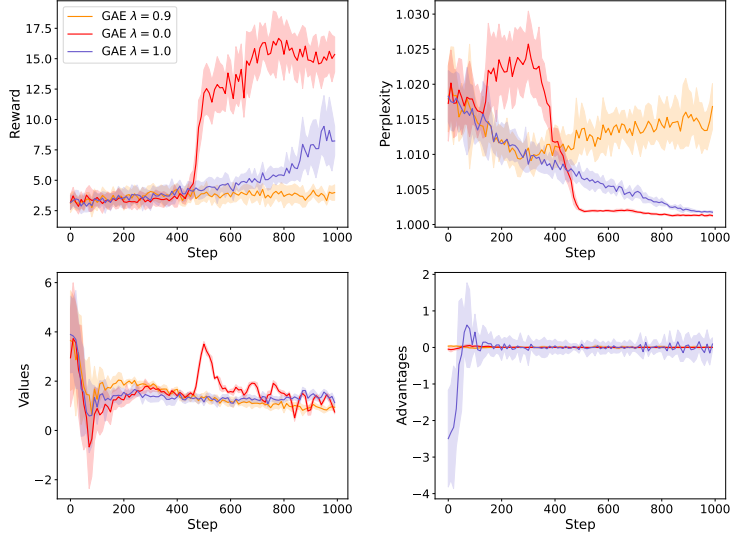 GAE λ = 0.9
GAE λ = 0.0
GAE λ = 1.0
Reward
17.5
15.0
12.5
10.0
7.5
5.0
2.5
0 200 400 600 800 1000
Step
Perplexity
1.030
1.025
1.020
1.015
1.010
1.005
1.000
0 200 400 600 800 1000
Step
Values
6
4
2
0
−2
0 200 400 600 800 1000
Step
Advantages
2
1
0
−1
−2
−3
−4
0 200 400 600 800 1000
Step